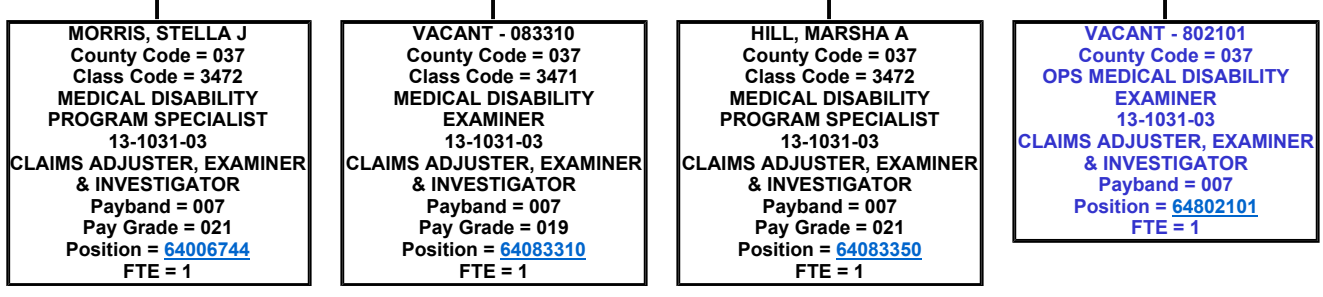 MORRIS, STELLA J
County Code = 037
Class Code = 3472
MEDICAL DISABILITY
PROGRAM SPECIALIST
13-1031-03
CLAIMS ADJUSTER, EXAMINER
& INVESTIGATOR
Payband = 007
Pay Grade = 021
Position = 64006744
FTE = 1
VACANT - 083310
County Code = 037
Class Code = 3471
MEDICAL DISABILITY
EXAMINER
13-1031-03
CLAIMS ADJUSTER, EXAMINER
& INVESTIGATOR
Payband = 007
Pay Grade = 019
Position = 64083310
FTE = 1
HILL, MARSHA A
County Code = 037
Class Code = 3472
MEDICAL DISABILITY
PROGRAM SPECIALIST
13-1031-03
CLAIMS ADJUSTER, EXAMINER
& INVESTIGATOR
Payband = 007
Pay Grade = 021
Position = 64083350
FTE = 1
VACANT - 802101
County Code = 037
OPS MEDICAL DISABILITY
EXAMINER
13-1031-03
CLAIMS ADJUSTER, EXAMINER
& INVESTIGATOR
Payband = 007
Position = 64802101
FTE = 1